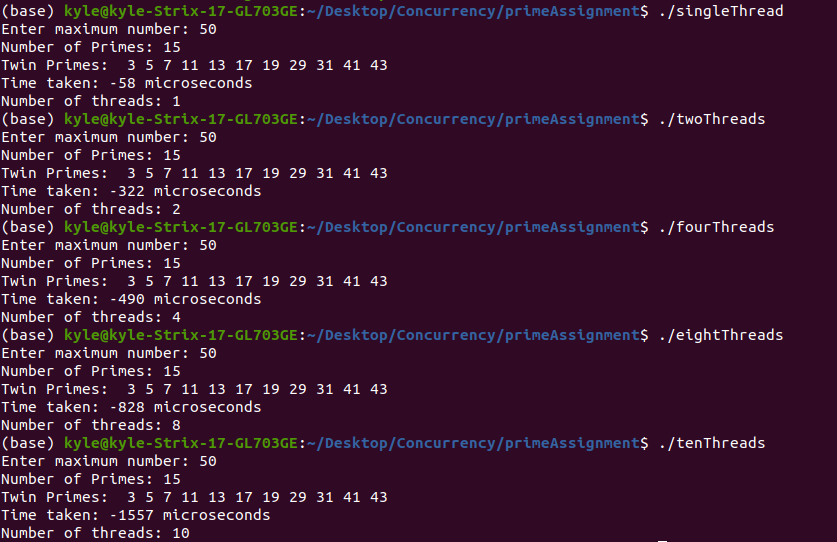 (base) kyle@kyle-Strix-17-GL703GE:~/Desktop/Concurrency/primeAssignment$ ./singleThread
Enter maximum number: 50
Number of Primes: 15
Twin Primes:  3 5 7 11 13 17 19 29 31 41 43
Time taken: -58 microseconds
Number of threads: 1
(base) kyle@kyle-Strix-17-GL703GE:~/Desktop/Concurrency/primeAssignment$ ./twoThreads
Enter maximum number: 50
Number of Primes: 15
Twin Primes:  3 5 7 11 13 17 19 29 31 41 43
Time taken: -322 microseconds
Number of threads: 2
(base) kyle@kyle-Strix-17-GL703GE:~/Desktop/Concurrency/primeAssignment$ ./fourThreads
Enter maximum number: 50
Number of Primes: 15
Twin Primes:  3 5 7 11 13 17 19 29 31 41 43
Time taken: -490 microseconds
Number of threads: 4
(base) kyle@kyle-Strix-17-GL703GE:~/Desktop/Concurrency/primeAssignment$ ./eightThreads
Enter maximum number: 50
Number of Primes: 15
Twin Primes:  3 5 7 11 13 17 19 29 31 41 43
Time taken: -828 microseconds
Number of threads: 8
(base) kyle@kyle-Strix-17-GL703GE:~/Desktop/Concurrency/primeAssignment$ ./tenThreads
Enter maximum number: 50
Number of Primes: 15
Twin Primes:  3 5 7 11 13 17 19 29 31 41 43
Time taken: -1557 microseconds
Number of threads: 10